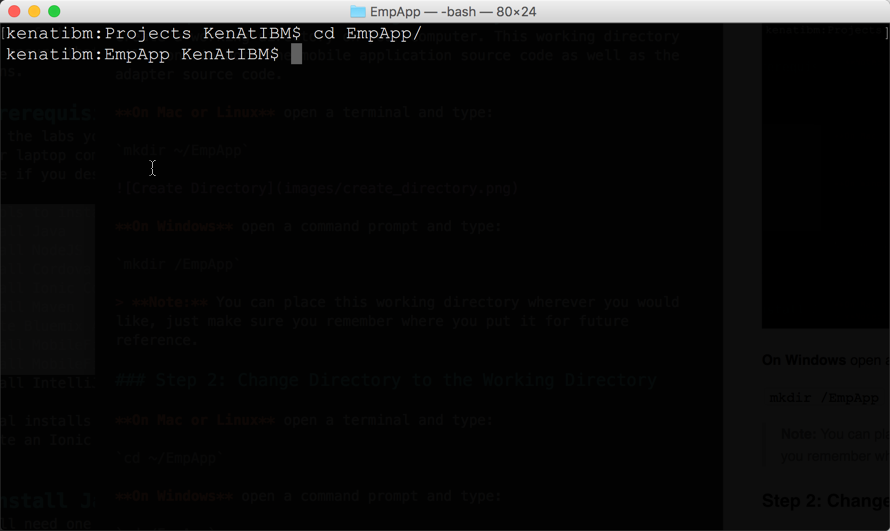 EmpApp — -bash — 80×24
[kenatibm:Projects KenAtIBM$ cd EmpApp/ ]
kenatibm:EmpApp KenAtIBM$
computer. This working directory
mobile application source code as well as the
adapter source code.
**On Mac or Linux** open a terminal and type:
`mkdir ~/EmpApp`
![Create Directory](images/create_directory.png)
**On Windows** open a command prompt and type:
`mkdir /EmpApp`
> **Note:** You can place this working directory wherever you would
like, just make sure you remember where you put it for future
reference.
### Step 2: Change Directory to the Working Directory
**On Mac or Linux** open a terminal and type:
`cd ~/EmpApp`
**On Windows** open a command prompt and type:
ns.
rerequis
the labs y
r laptop co
e if you des
all Intelli
al installs
te an Ionic
nstall J
ll need one
On Windows open a
mkdir /EmpApp
Note: You can pl
you remember w
Step 2: Change